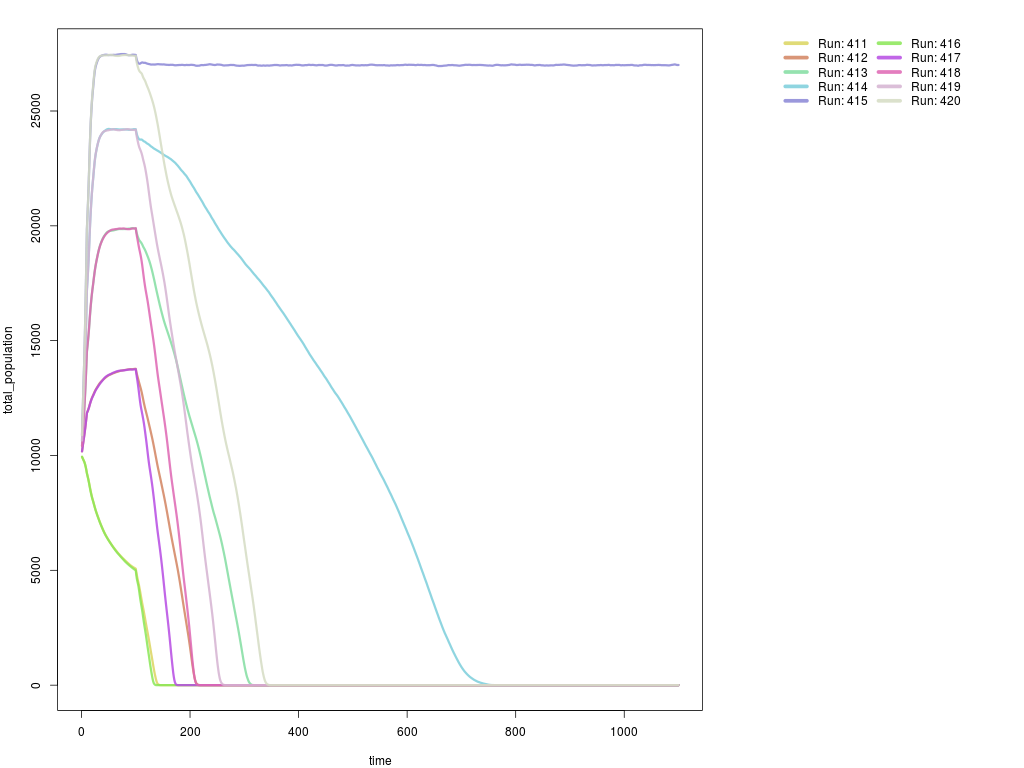 25000
20000
15000
10000
5000
0
total_population
0 200 400 600 800 1000
time
Run: 411 Run: 416
Run: 412 Run: 417
Run: 413 Run: 418
Run: 414 Run: 419
Run: 415 Run: 420